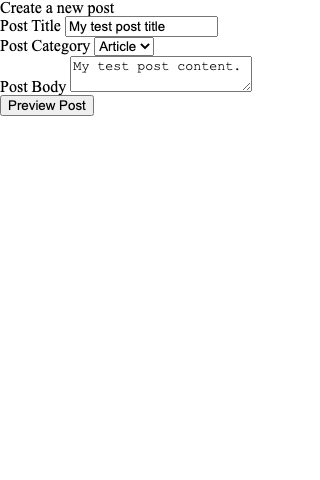 Create a new post
Post Title My test post title
Post Category Article
Post Body My test post content.
Preview Post